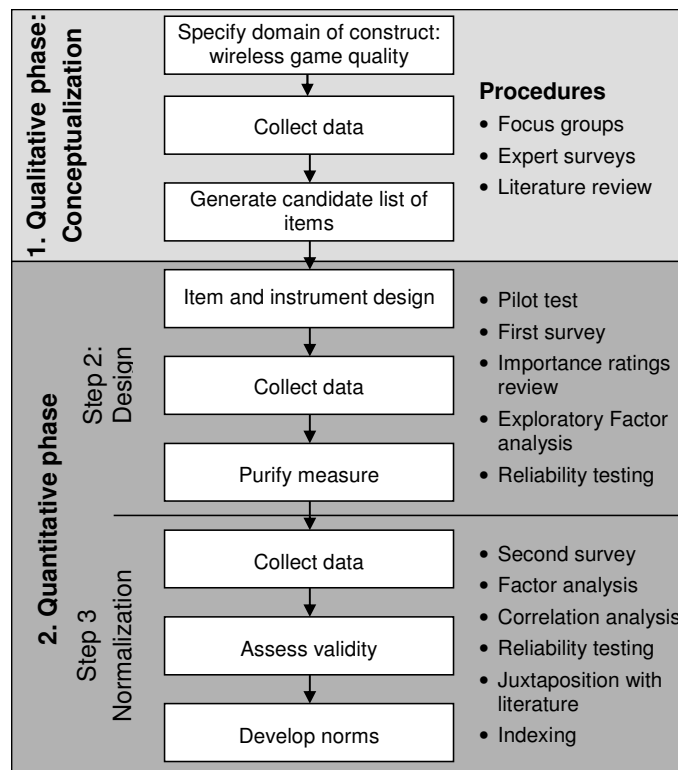 1. Qualitative phase:
Conceptualization
Specify domain of construct:
wireless game quality
Collect data
Generate candidate list of
items
Procedures
• Focus groups
• Expert surveys
• Literature review
2. Quantitative phase
Step 2:
Design
Item and instrument design
Collect data
Purify measure
• Pilot test
• First survey
• Importance ratings
review
• Exploratory Factor
analysis
• Reliability testing
Step 3
Normalization
Collect data
Assess validity
Develop norms
• Second survey
• Factor analysis
• Correlation analysis
• Reliability testing
• Juxtaposition with
literature
• Indexing